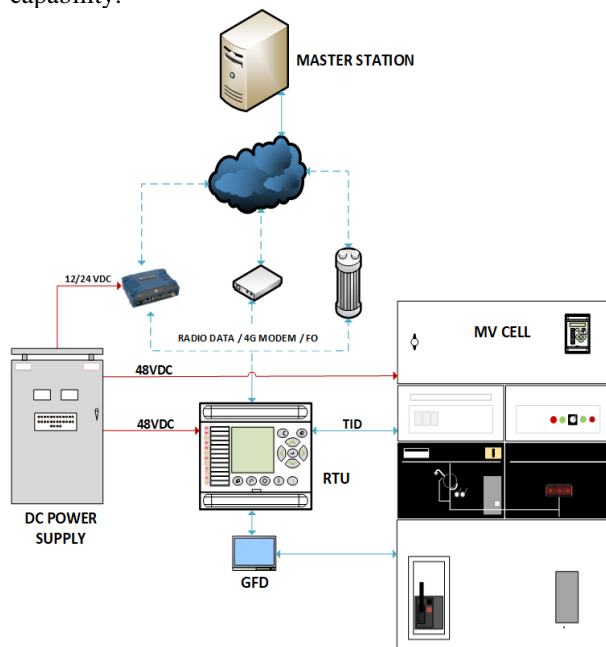 capability.
MASTER STATION
12/24 VDC
RADIO DATA / 4G MODEM / FO
MV CELL
48VDC
48VDC
TID
RTU
DC POWER
SUPPLY
GFD